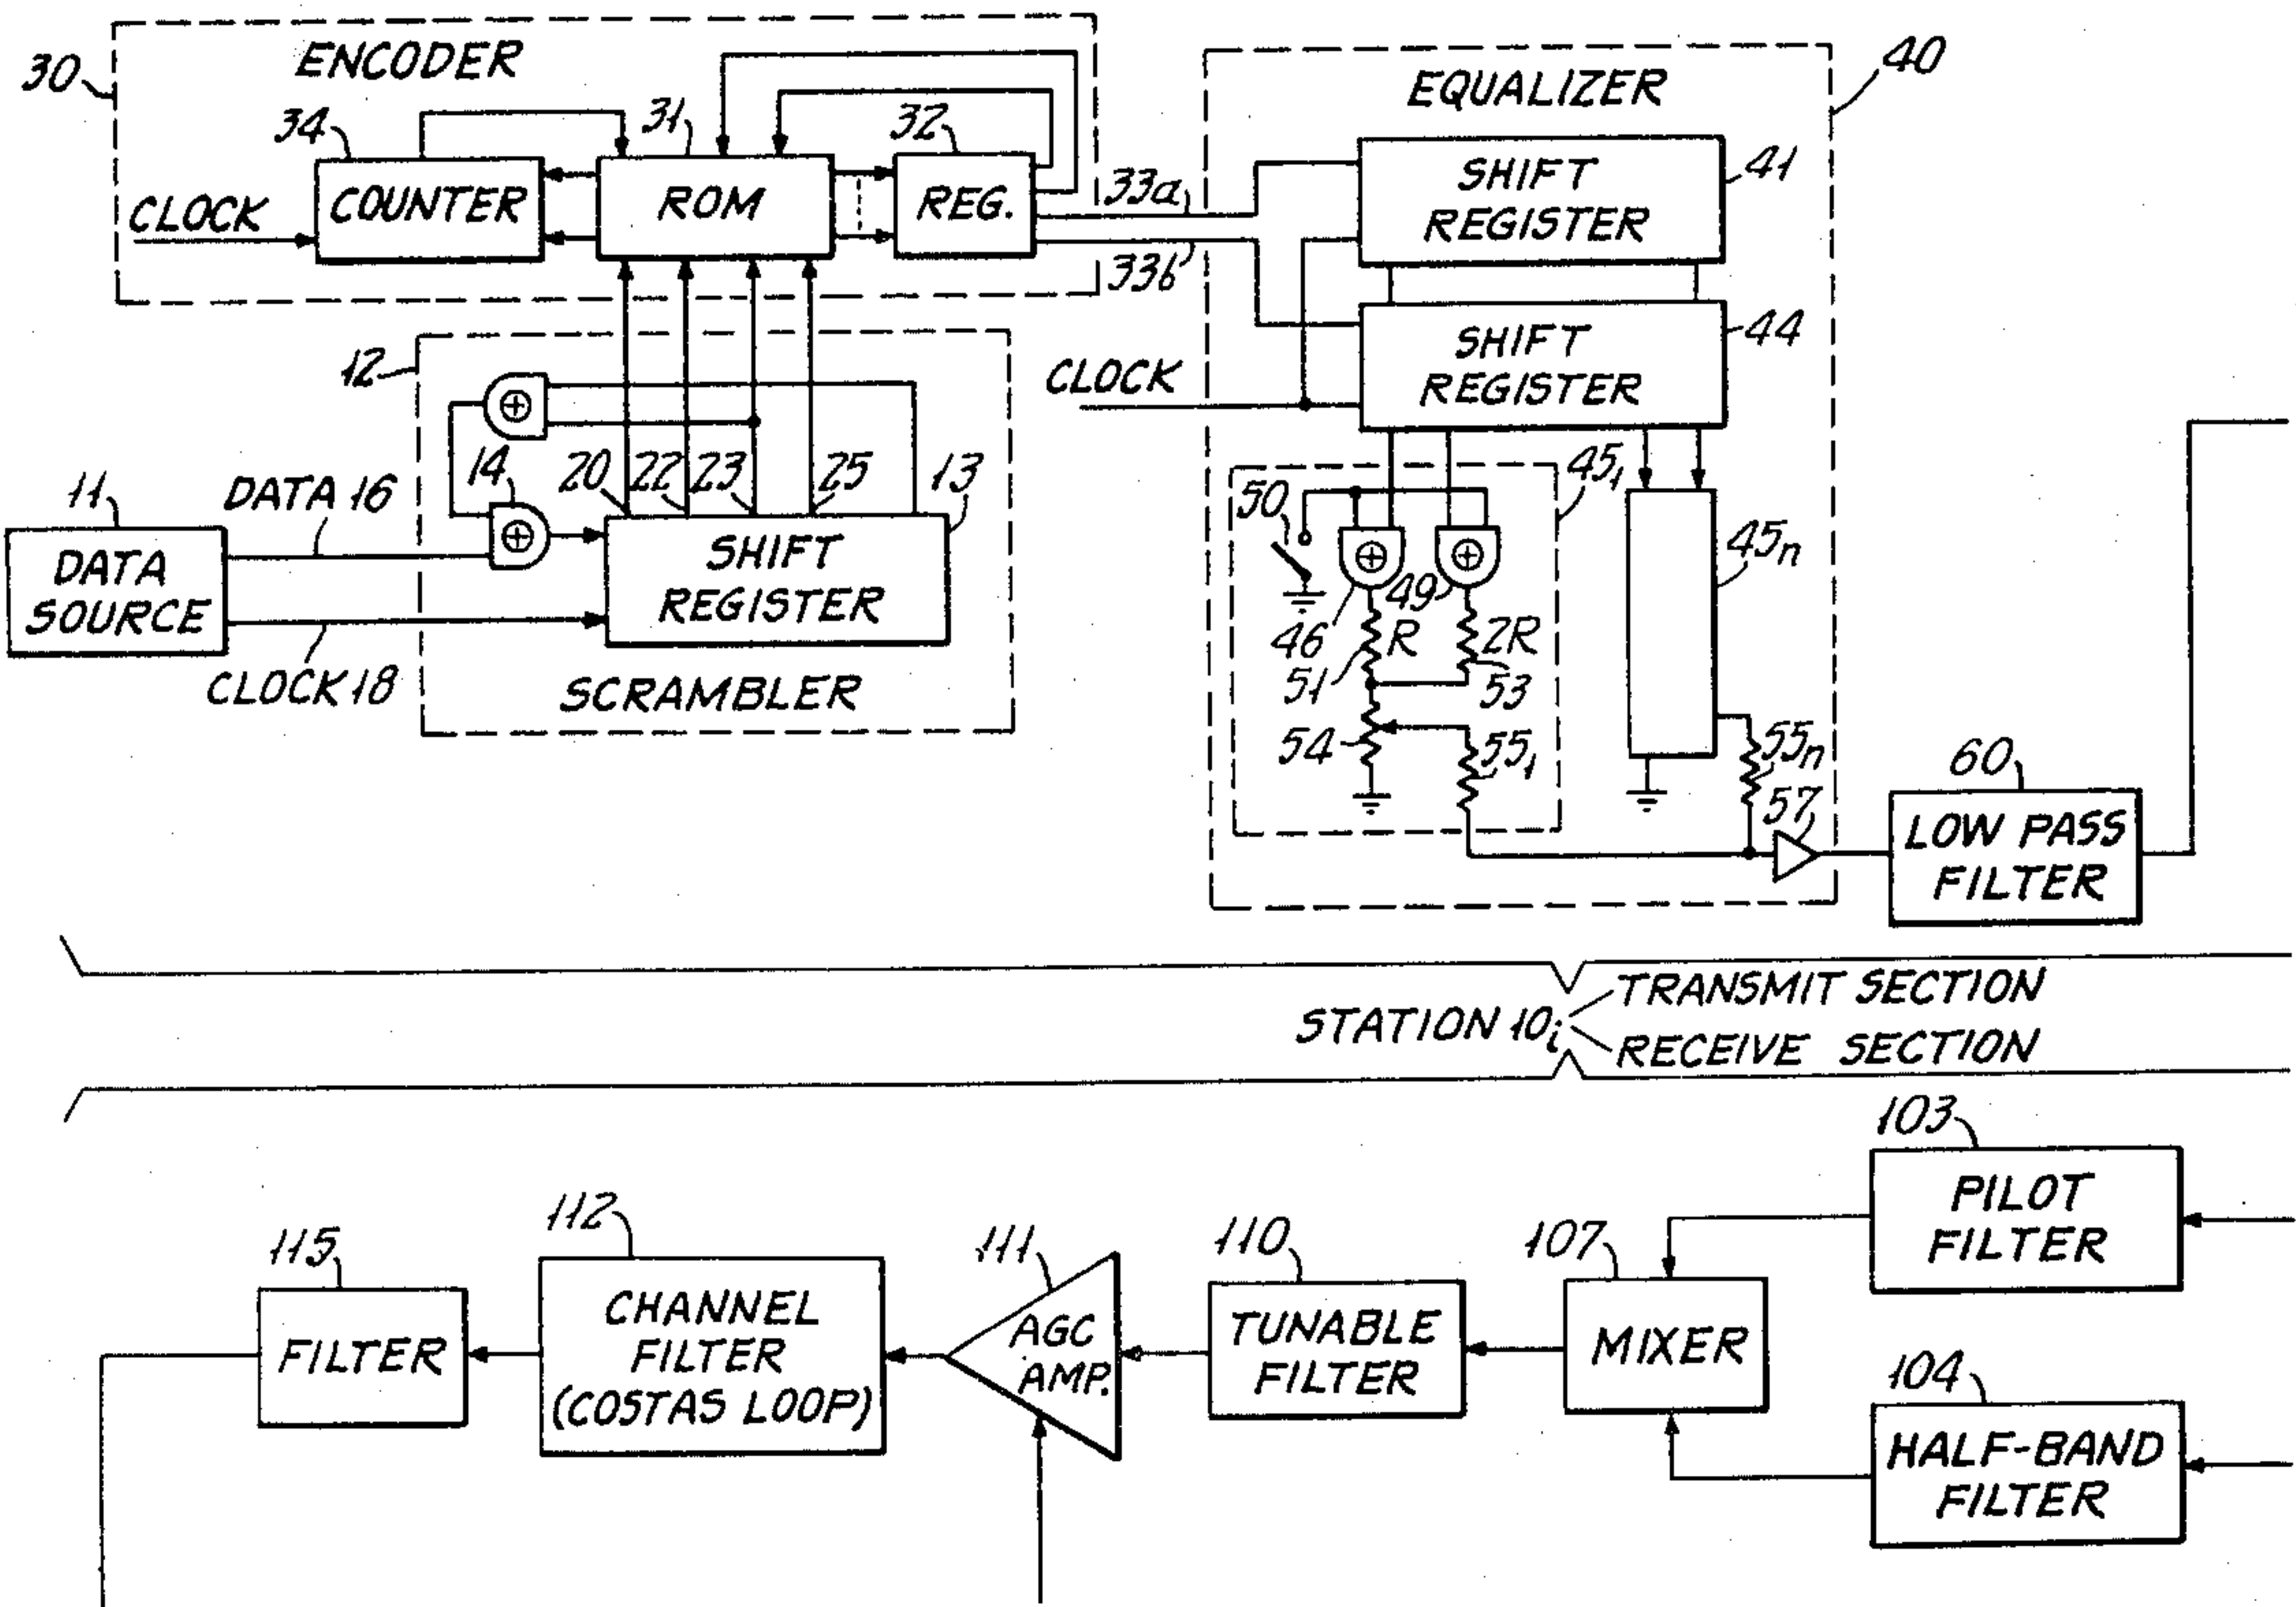 30
ENCODER
34
31
32
CLOCK
COUNTER
ROM
REG.
33a
33b
40
EQUALIZER
SHIFT
REGISTER
41
SHIFT
REGISTER
44
CLOCK
12
14
20
22
23
25
13
11
DATA 16
DATA
SOURCE
SHIFT
REGISTER
CLOCK 18
SCRAMBLER
50
45₁
45n
46
49
R
2R
51
53
54
55₁
55n
57
60
LOW PASS
FILTER
STATION 10i
TRANSMIT SECTION
RECEIVE SECTION
103
PILOT
FILTER
104
HALF-BAND
FILTER
107
MIXER
110
TUNABLE
FILTER
111
AGC
AMP.
112
CHANNEL
FILTER
(COSTAS LOOP)
115
FILTER